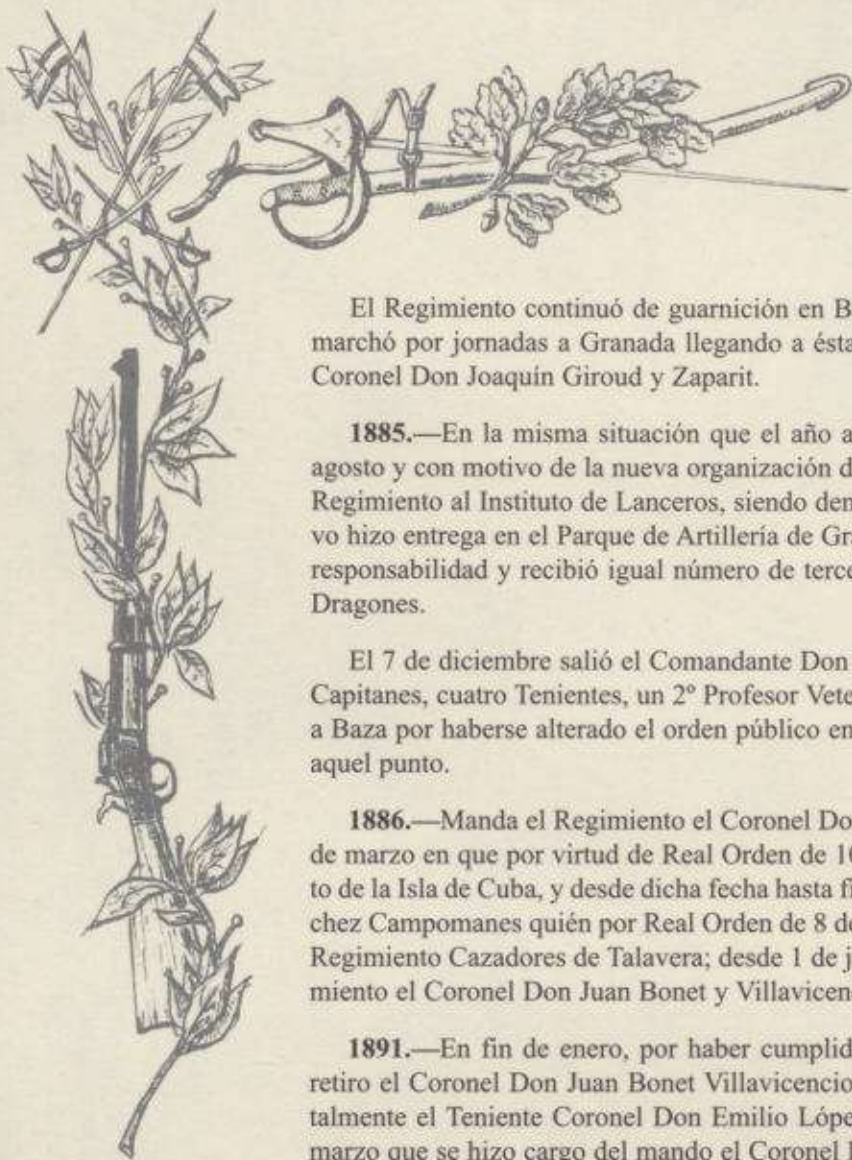 El Regimiento continuó de guarnición en B
marchó por jornadas a Granada llegando a ésta
Coronel Don Joaquín Giroud y Zaparit.
1885.—En la misma situación que el año a
agosto y con motivo de la nueva organización d
Regimiento al Instituto de Lanceros, siendo den
vo hizo entrega en el Parque de Artillería de Gr
responsabilidad y recibió igual número de terce
Dragones.
El 7 de diciembre salió el Comandante Don
Capitanes, cuatro Tenientes, un 2º Profesor Vete
a Baza por haberse alterado el orden público en
aquel punto.
1886.—Manda el Regimiento el Coronel Do
de marzo en que por virtud de Real Orden de 10
to de la Isla de Cuba, y desde dicha fecha hasta fi
chez Campomanes quién por Real Orden de 8 de
Regimiento Cazadores de Talavera; desde 1 de j
miento el Coronel Don Juan Bonet y Villavicen
1891.—En fin de enero, por haber cumplid
retiro el Coronel Don Juan Bonet Villavicencio
talmente el Teniente Coronel Don Emilio Lópe
marzo que se hizo cargo del mando el Coronel